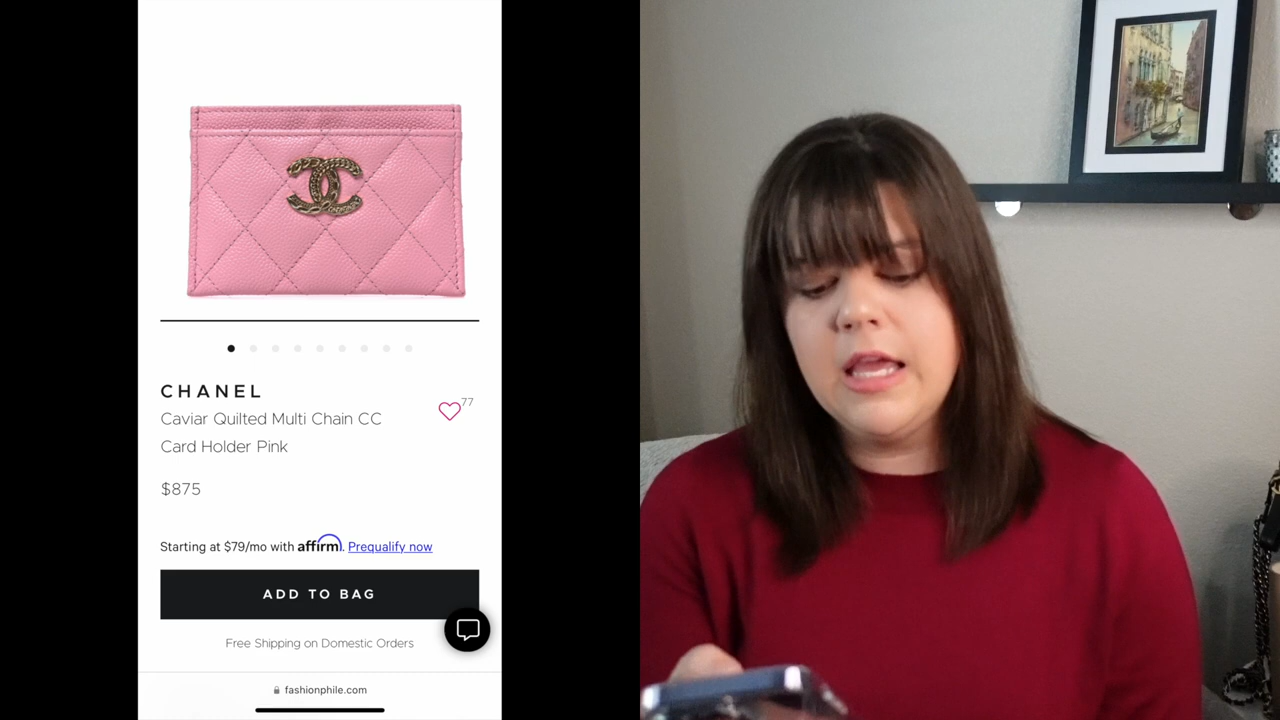 CHANEL
Caviar Quilted Multi Chain CC
Card Holder Pink
77
$875
Starting at $79/mo with affirm. Prequalify now
ADD TO BAG
Free Shipping on Domestic Orders
fashionphile.com